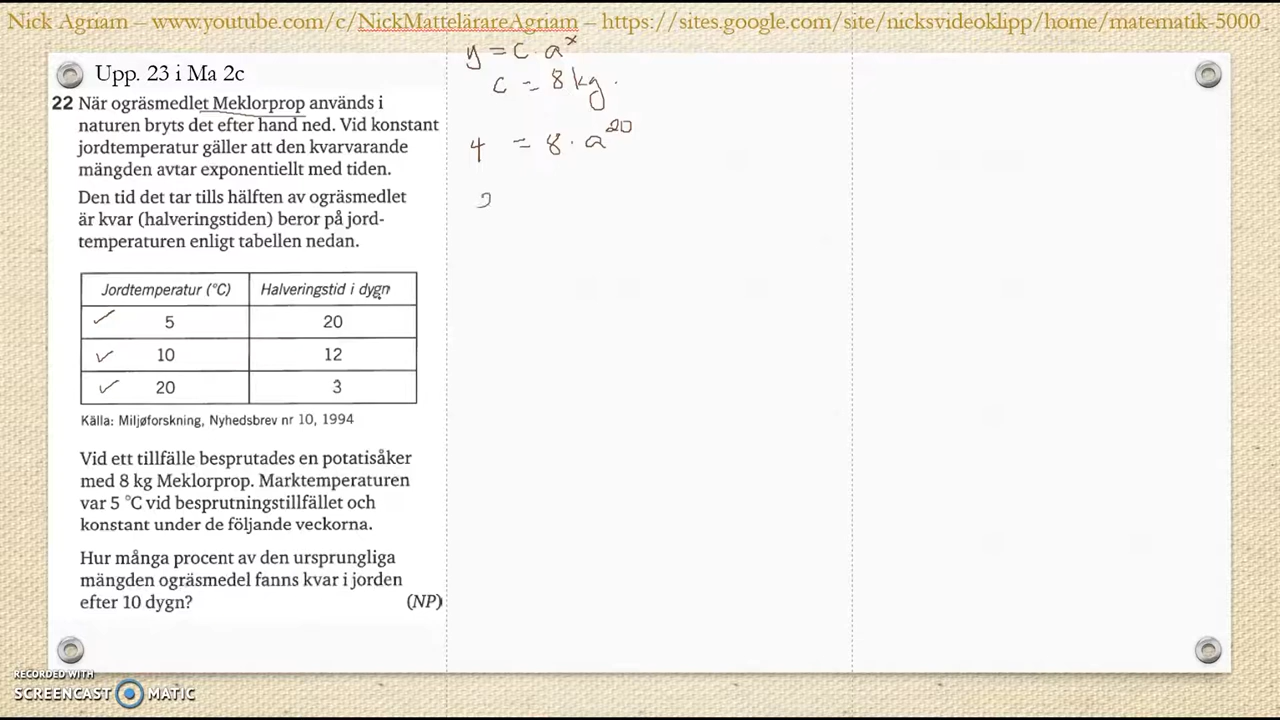 Nick Agriam – www.youtube.com/c/NickMattelärareAgriam – https://sites.google.com/site/nicksvideoklipp/home/matematik-5000
Upp. 23 i Ma 2c
22 När ogräsmedlet Meklorprop används i
naturen bryts det efter hand ned. Vid konstant
jordtemperatur gäller att den kvarvarande
mängden avtar exponentiellt med tiden.
Den tid det tar tills hälften av ogräsmedlet
är kvar (halveringstiden) beror på jord-
temperaturen enligt tabellen nedan.
Jordtemperatur (°C) Halveringstid i dygn
5 20
10 12
20 3
Källa: Miljøforskning, Nyhedsbrev nr 10, 1994
Vid ett tillfälle besprutades en potatisåker
med 8 kg Meklorprop. Marktemperaturen
var 5 °C vid besprutningstillfället och
konstant under de följande veckorna.
Hur många procent av den ursprungliga
mängden ogräsmedel fanns kvar i jorden
efter 10 dygn? (NP)
y = C · a^x
C = 8 kg.
4 = 8 · a^20
RECORDED WITH
SCREENCAST MATIC